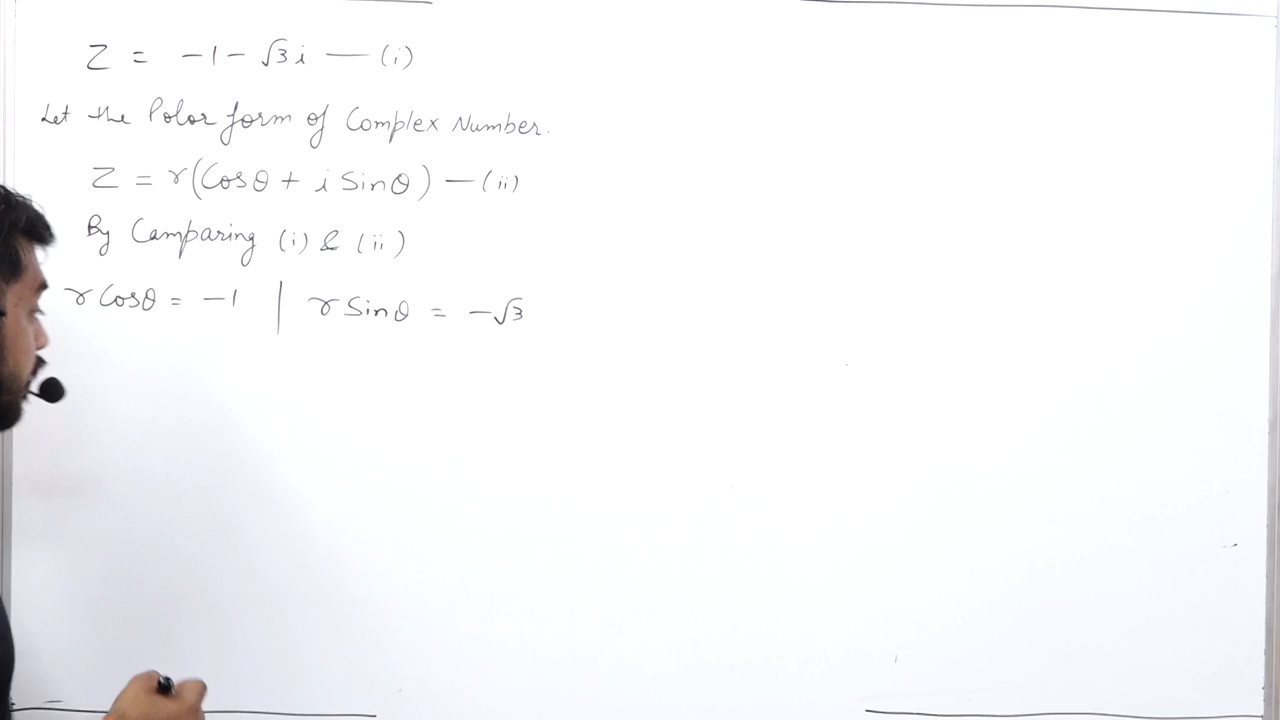 Z = -1 - √3 i — (i)
Let the Polar form of Complex Number.
Z = r(Cosθ + i Sinθ) — (ii)
By Camparing (i) & (ii)
r Cosθ = -1 | r Sinθ = -√3